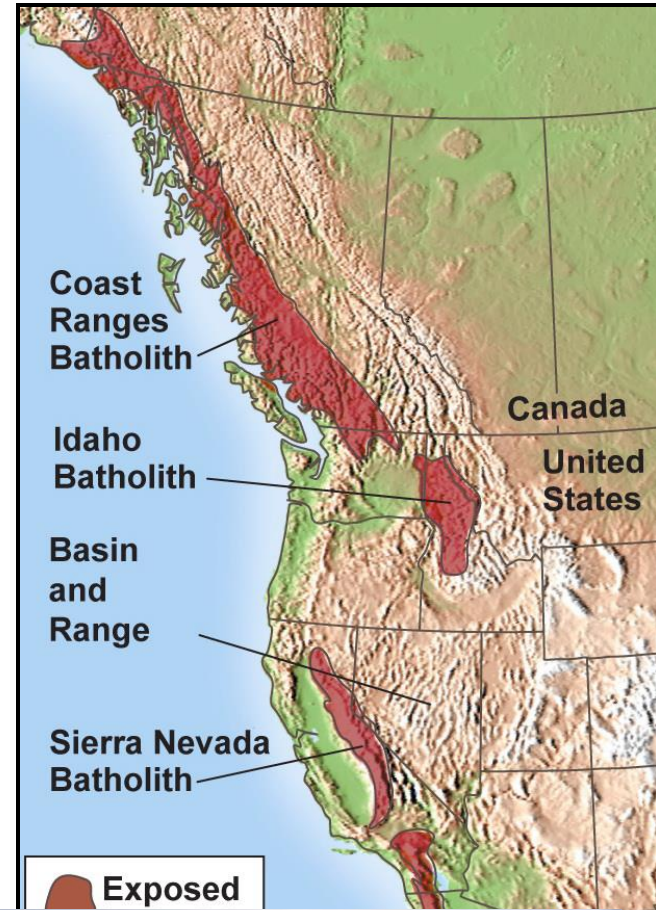 Coast
Ranges
Batholith
Canada
Idaho
Batholith
United
States
Basin
and
Range
Sierra Nevada
Batholith
Exposed